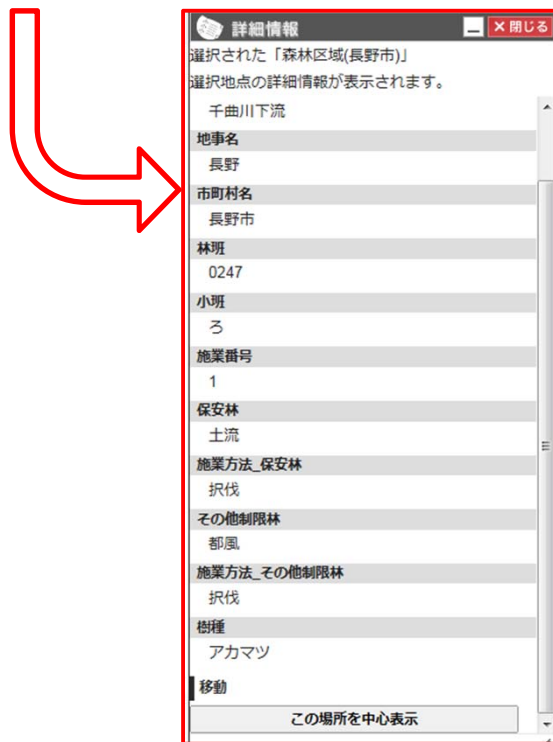 詳細情報
× 閉じる
選択された「森林区域(長野市)」
選択地点の詳細情報が表示されます。
千曲川下流
地事名
長野
市町村名
長野市
林班
0247
小班
ろ
施業番号
1
保安林
土流
施業方法_保安林
択伐
その他制限林
都風
施業方法_その他制限林
択伐
樹種
アカマツ
移動
この場所を中心表示